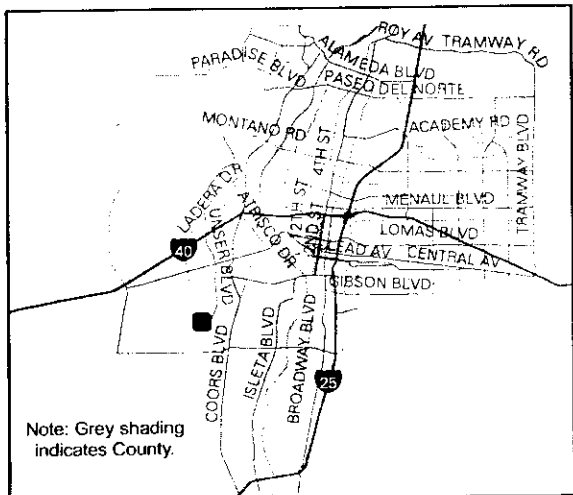 ROY AV TRAMWAY RD
ALAMEDA BLVD
PARADISE BLVD
PASEO DEL NORTE
MONTANO RD
ACADEMY RD
4TH ST
TRAMWAY BLVD
MENAUL BLVD
LADERA DR
UNSER BLVD
ATRISCO DR
12TH ST
2ND ST
LOMAS BLVD
LEAD AV
CENTRAL AV
40
GIBSON BLVD
COORS BLVD
ISLETA BLVD
BROADWAY BLVD
25
Note: Grey shading
indicates County.